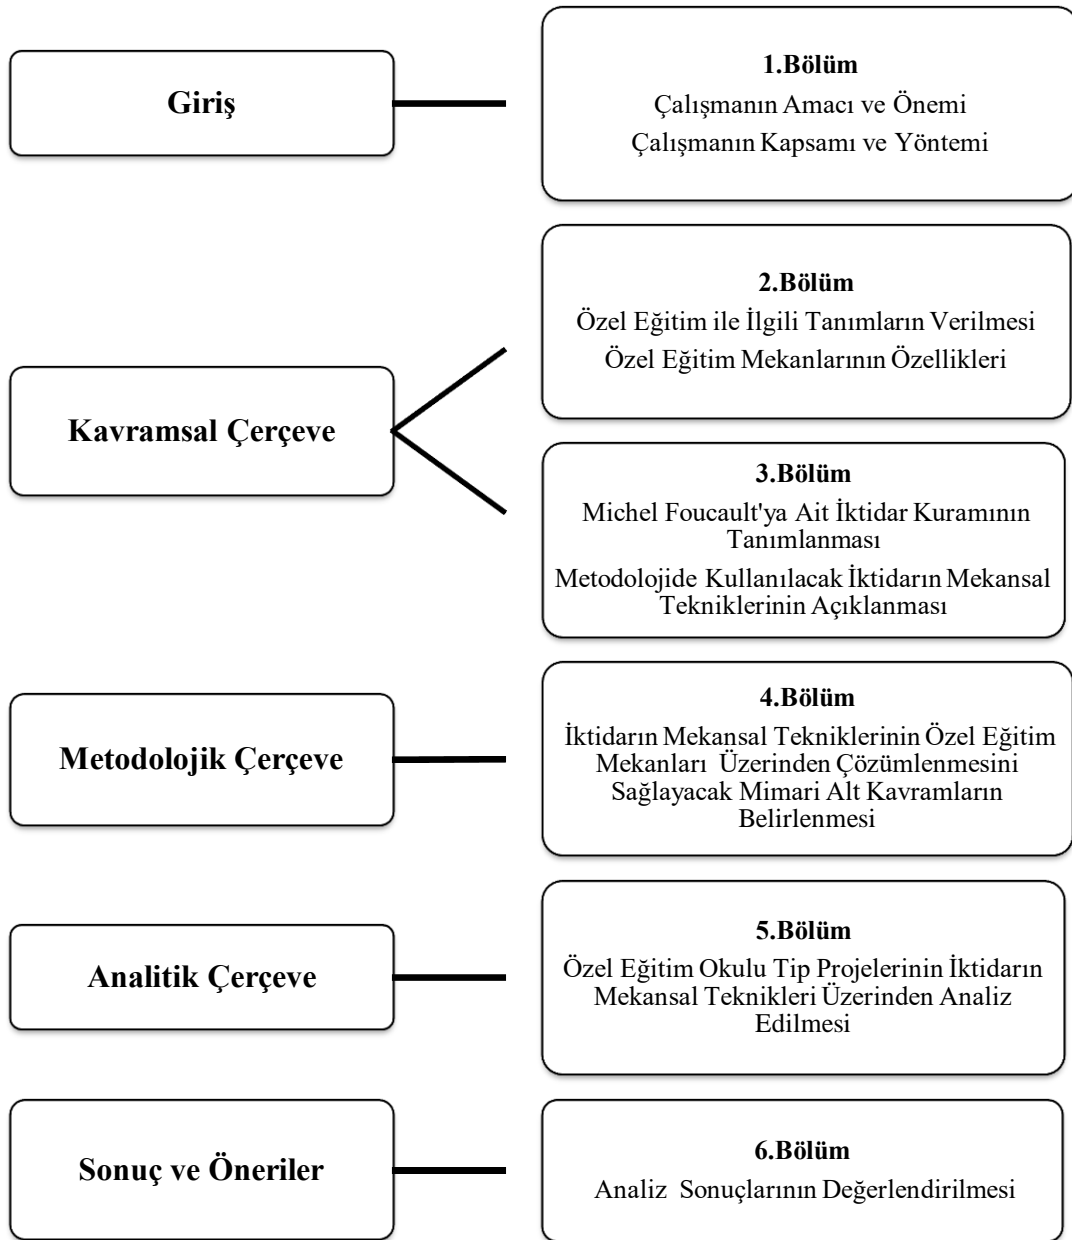 Giriş
1.Bölüm
Çalışmanın Amacı ve Önemi
Çalışmanın Kapsamı ve Yöntemi
Kavramsal Çerçeve
2.Bölüm
Özel Eğitim ile İlgili Tanımların Verilmesi
Özel Eğitim Mekanlarının Özellikleri
3.Bölüm
Michel Foucault'ya Ait İktidar Kuramının
Tanımlanması
Metodolojide Kullanılacak İktidarın Mekansal
Tekniklerinin Açıklanması
Metodolojik Çerçeve
4.Bölüm
İktidarın Mekansal Tekniklerinin Özel Eğitim
Mekanları Üzerinden Çözümlenmesini
Sağlayacak Mimari Alt Kavramların
Belirlenmesi
Analitik Çerçeve
5.Bölüm
Özel Eğitim Okulu Tip Projelerinin İktidarın
Mekansal Teknikleri Üzerinden Analiz
Edilmesi
Sonuç ve Öneriler
6.Bölüm
Analiz Sonuçlarının Değerlendirilmesi